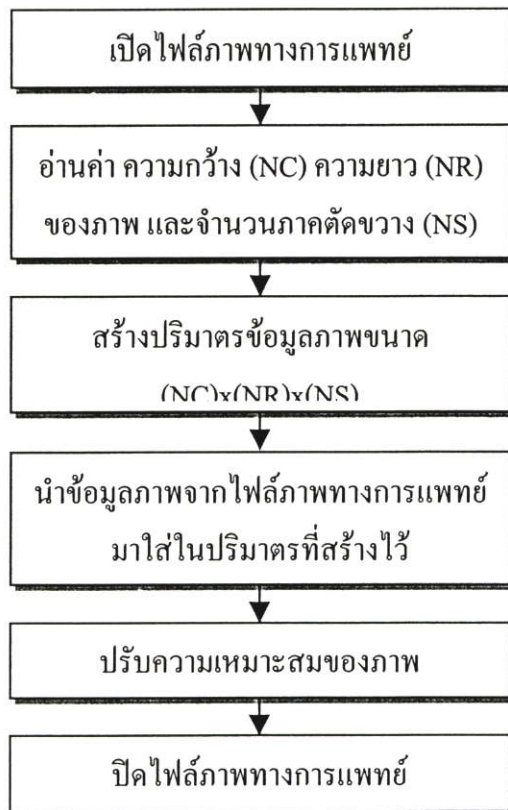 เปิดไฟล์ภาพทางการแพทย์
อ่านค่า ความกว้าง (NC) ความยาว (NR)
ของภาพ และจำนวนภาคตัดขวาง (NS)
สร้างปริมาตรข้อมูลภาพขนาด
(NC)x(NR)x(NS)
นำข้อมูลภาพจากไฟล์ภาพทางการแพทย์
มาใส่ในปริมาตรที่สร้างไว้
ปรับความเหมาะสมของภาพ
ปิดไฟล์ภาพทางการแพทย์